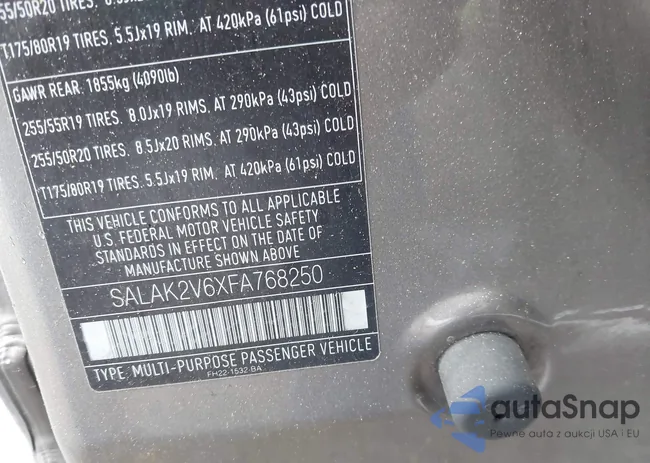 55/50R20 TIRES.
T175/80R19 TIRES. 5.5Jx19 RIM. AT 420kPa (61psi) COLD
GAWR REAR: 1855kg (4090lb)
255/55R19 TIRES. 8.0Jx19 RIMS. AT 290kPa (43psi) COLD
255/50R20 TIRES. 8.5Jx20 RIMS. AT 290kPa (43psi) COLD
T175/80R19 TIRES. 5.5Jx19 RIM. AT 420kPa (61psi) COLD
THIS VEHICLE CONFORMS TO ALL APPLICABLE
U.S. FEDERAL MOTOR VEHICLE SAFETY
STANDARDS IN EFFECT ON THE DATE OF
MANUFACTURE SHOWN ABOVE
SALAK2V6XFA768250
TYPE: MULTI-PURPOSE PASSENGER VEHICLE
FH22-1532-BA
autaSnap
Pewne auta z aukcji USA i EU